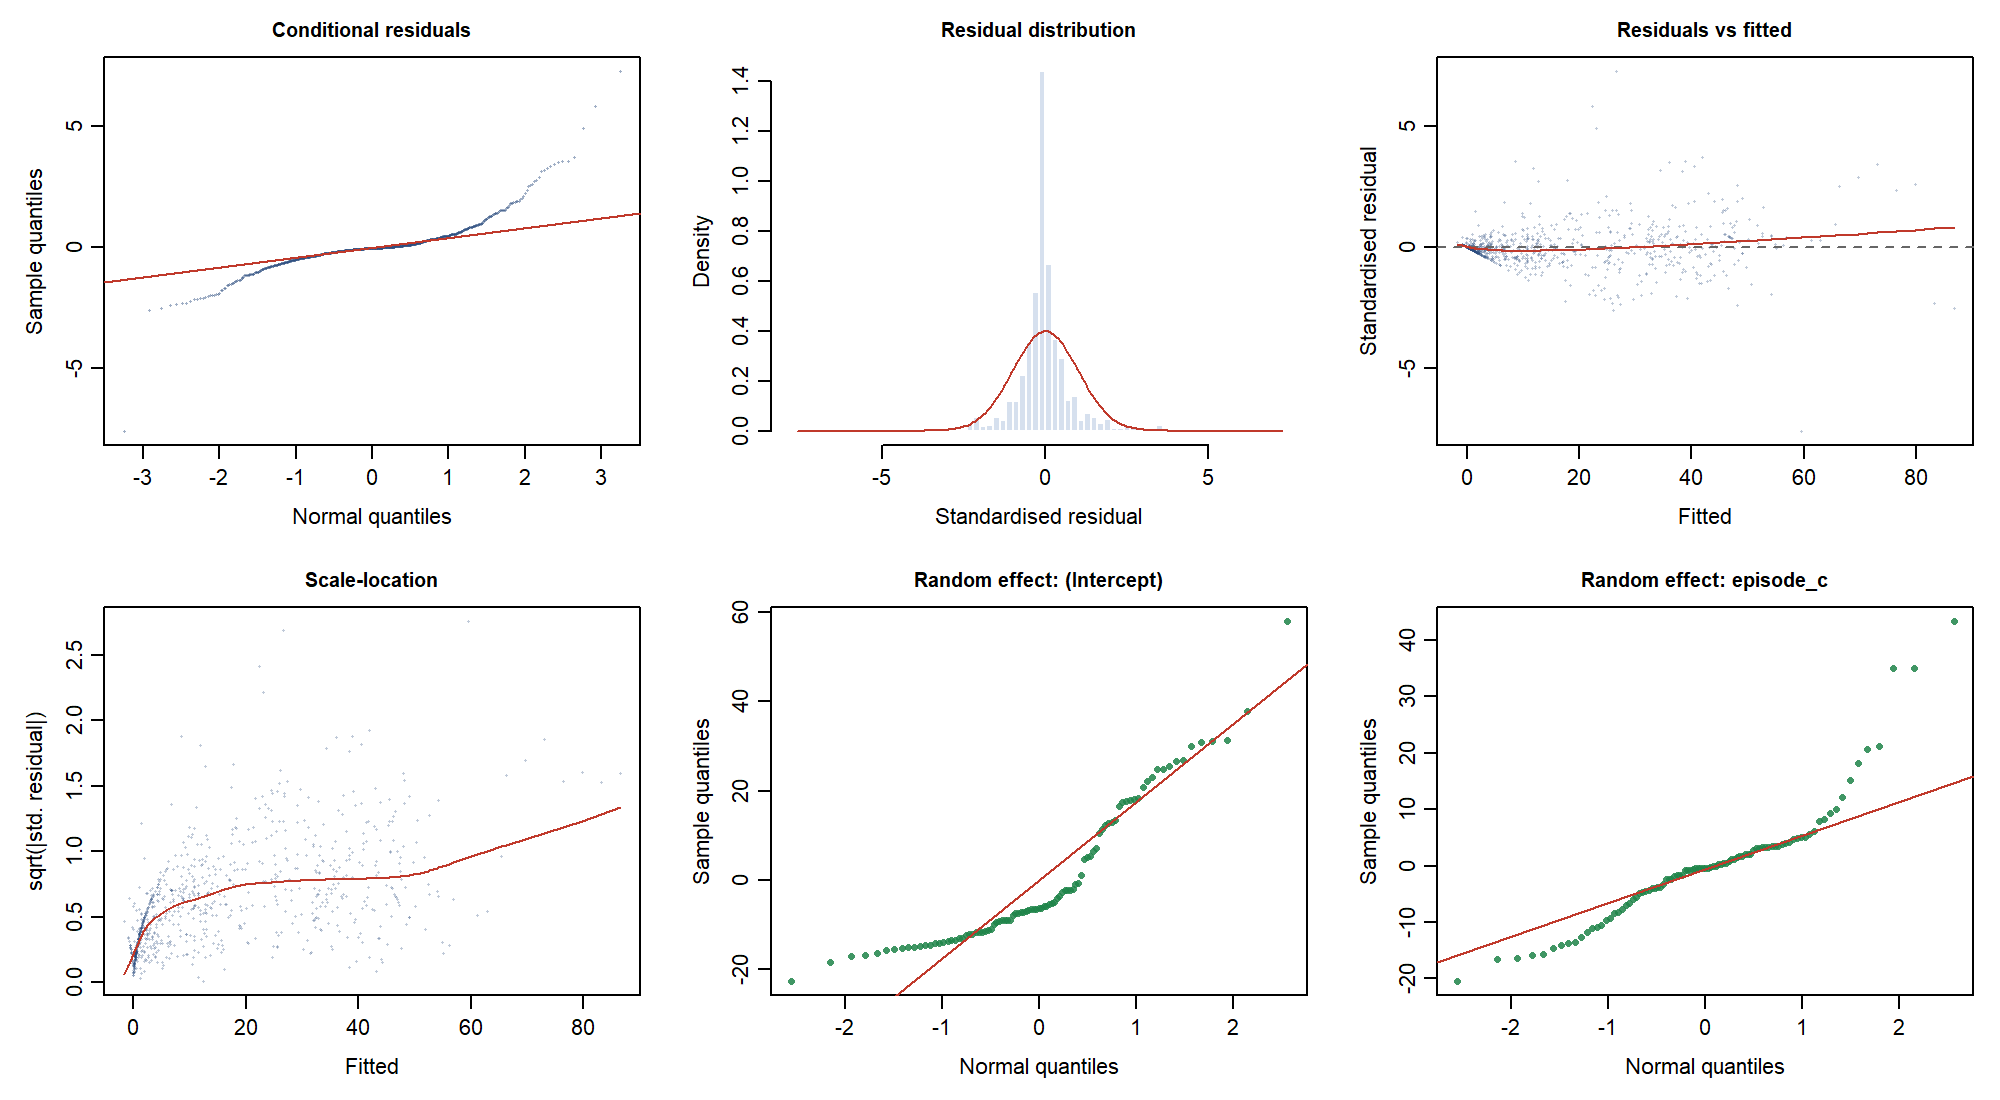 Conditional residuals
Sample quantiles
5
0
-5
-3 -2 -1 0 1 2 3
Normal quantiles
Residual distribution
Density
1.4
1.2
1.0
0.8
0.6
0.4
0.2
0.0
-5 0 5
Standardised residual
Residuals vs fitted
Standardised residual
5
0
-5
0 20 40 60 80
Fitted
Scale-location
sqrt(|std. residual|)
2.5
2.0
1.5
1.0
0.5
0.0
0 20 40 60 80
Fitted
Random effect: (Intercept)
Sample quantiles
60
40
20
0
-20
-2 -1 0 1 2
Normal quantiles
Random effect: episode_c
Sample quantiles
40
30
20
10
0
-10
-20
-2 -1 0 1 2
Normal quantiles